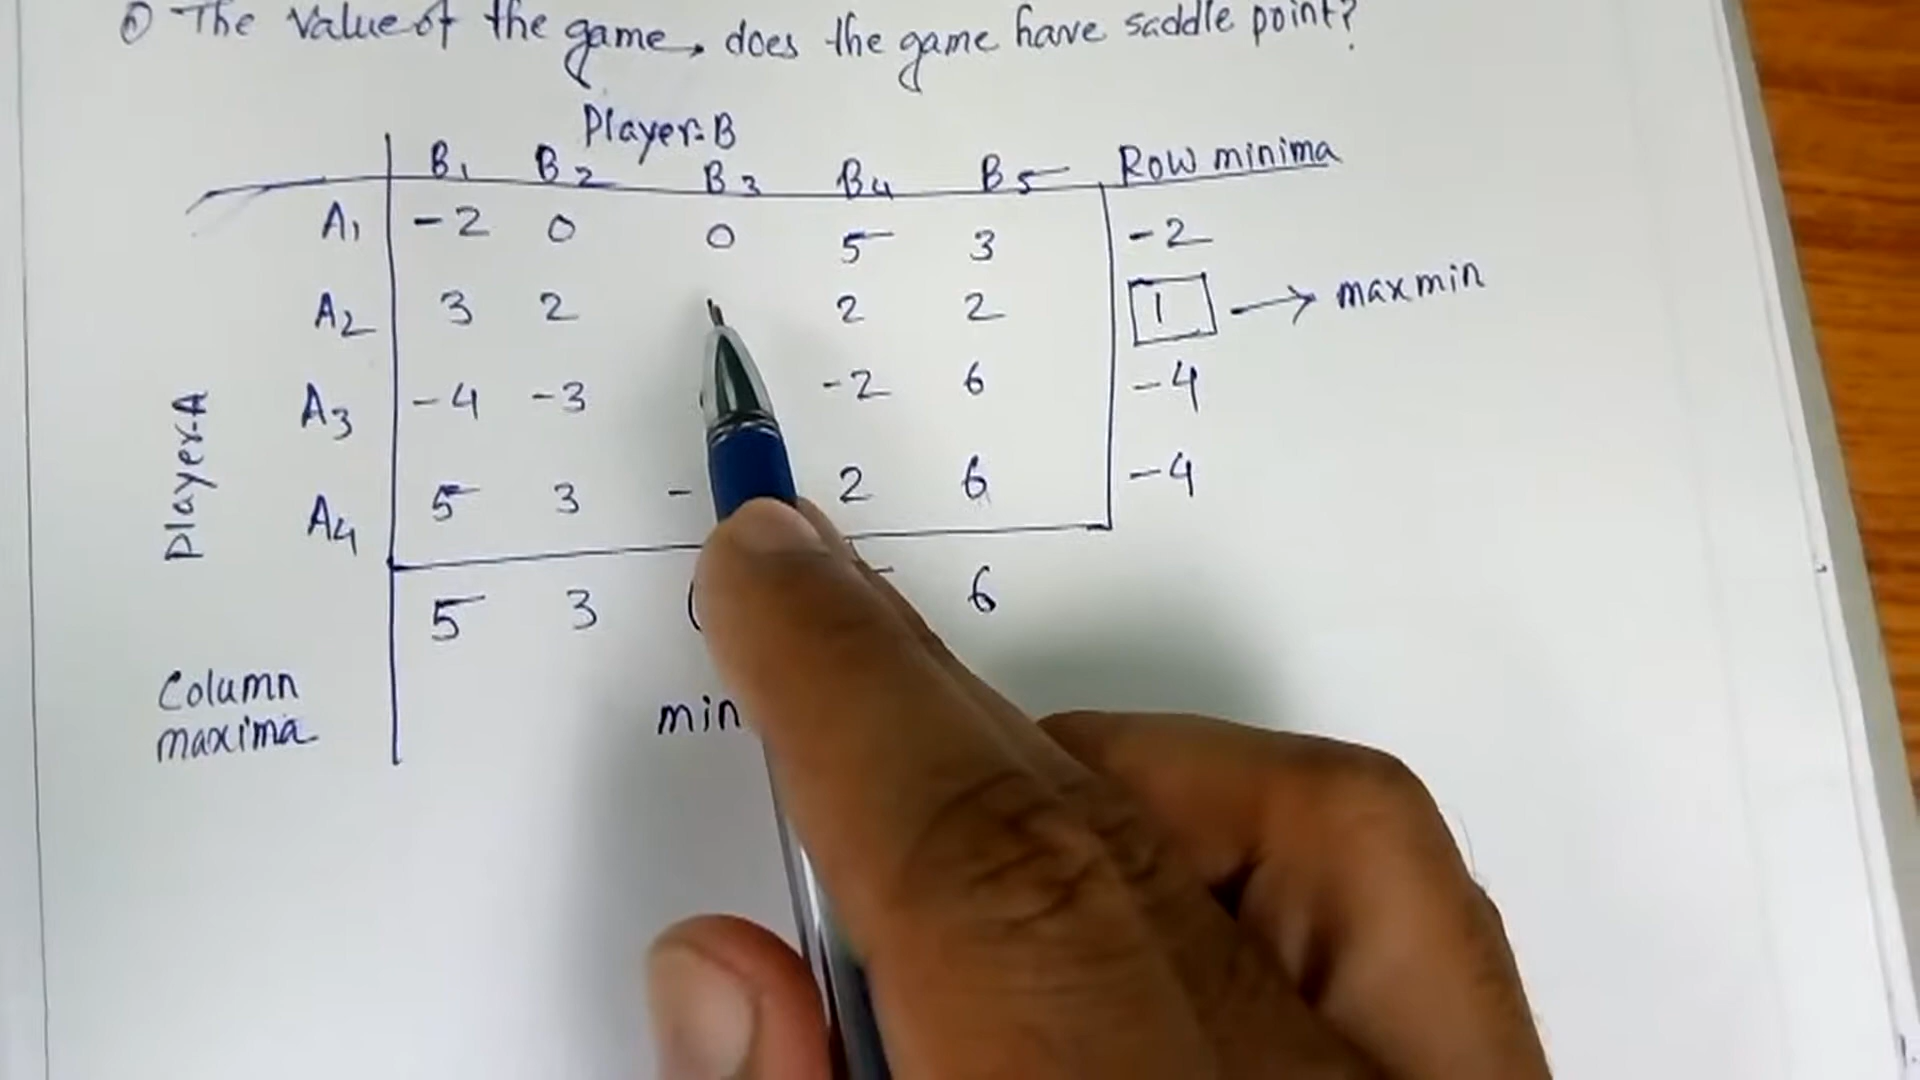 The Value of the game, does the game have saddle point?
Player:B
B1 B2 B3 B4 B5 Row minima
A1 -2 0 0 5 3 -2
A2 3 2 2 2 1 → maxmin
Player-A
A3 -4 -3 -2 6 -4
A4 5 3 - 2 6 -4
5 3 6
Column
maxima
min